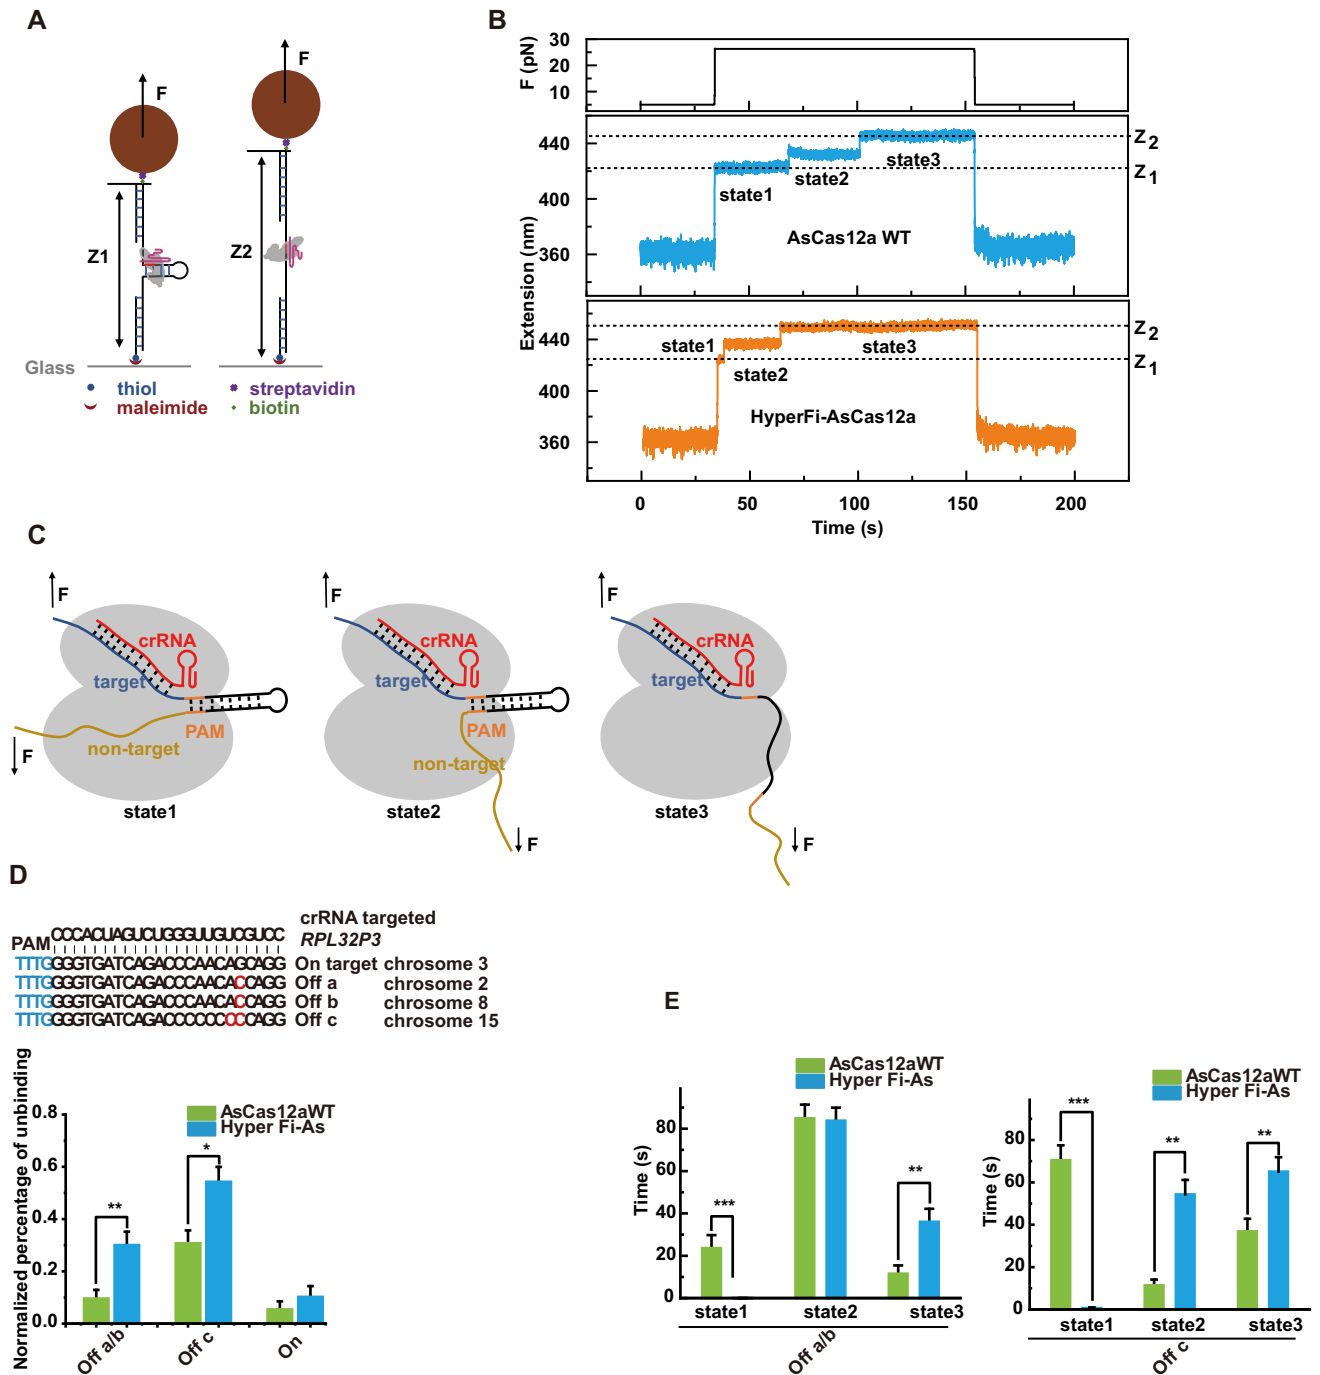 A
F
F
Z1
Z2
Glass
thiol
streptavidin
maleimide
biotin
B
F (pN)
30
20
10
Extension (nm)
440
400
360
Z2
Z1
state1
state2
state3
AsCas12a WT
440
400
360
Z2
Z1
state1
state2
state3
HyperFi-AsCas12a
0 50 100 150 200
Time (s)
C
F
crRNA
target
PAM
non-target
F
state1
F
crRNA
target
PAM
non-target
state2
F
F
crRNA
target
state3
F
D
crRNA targeted
CCCACUAGUCUGGGUUGUCGUCC
RPL32P3
PAM
TTTGGGGTGATCAGACCCAACAGCAGG On target chrosome 3
TTTGGGGTGATCAGACCCAACACCAGG Off a chrosome 2
TTTGGGGTGATCAGACCCAACACCAGG Off b chrosome 8
TTTGGGGTGATCAGACCCCCCCCCAGG Off c chrosome 15
Normalized percentage of unbinding
AsCas12aWT
Hyper Fi-As
0.8
0.6
0.4
0.2
0.0
**
*
Off a/b
Off c
On
E
AsCas12aWT
Hyper Fi-As
Time (s)
80
60
40
20
0
***
**
state1 state2 state3
Off a/b
AsCas12aWT
Hyper Fi-As
Time (s)
80
60
40
20
0
***
**
**
state1 state2 state3
Off c